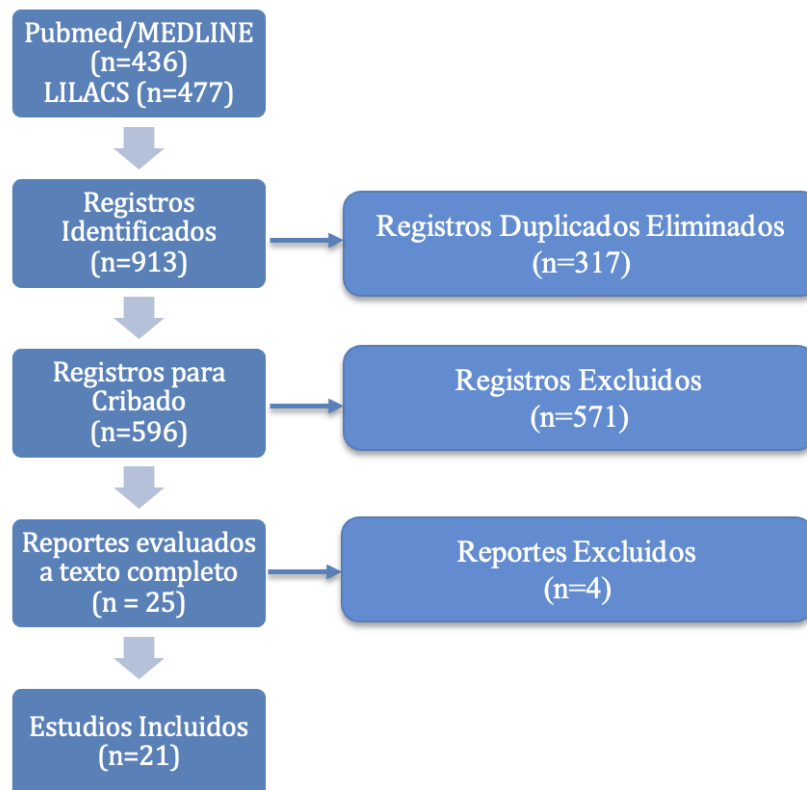 Pubmed/MEDLINE
(n=436)
LILACS (n=477)
Registros
Identificados
(n=913)
Registros Duplicados Eliminados
(n=317)
Registros para
Cribado
(n=596)
Registros Excluidos
(n=571)
Reportes evaluados
a texto completo
(n = 25)
Reportes Excluidos
(n=4)
Estudios Incluidos
(n=21)